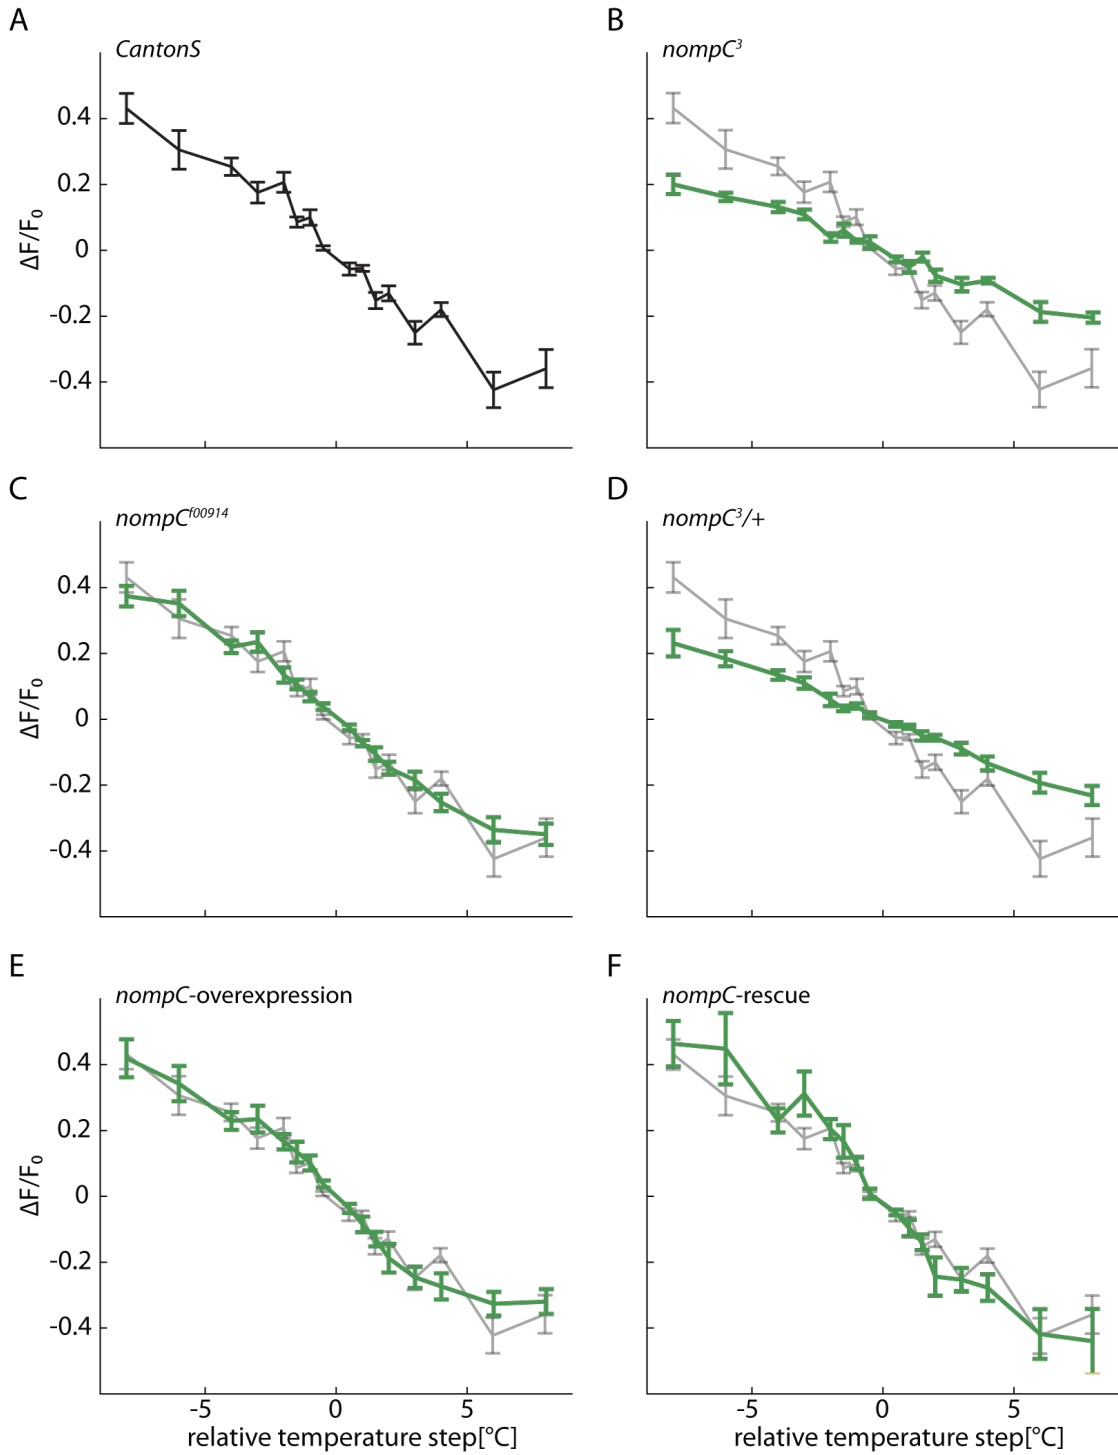 A
B
CantonS
nompC³
0.4
0.2
0
-0.2
-0.4
ΔF/F₀
C
D
nompCᶠ⁰⁰⁹¹⁴
nompC³/+
0.4
0.2
0
-0.2
-0.4
ΔF/F₀
E
F
nompC-overexpression
nompC-rescue
0.4
0.2
0
-0.2
-0.4
ΔF/F₀
-5 0 5
-5 0 5
relative temperature step[°C]
relative temperature step[°C]